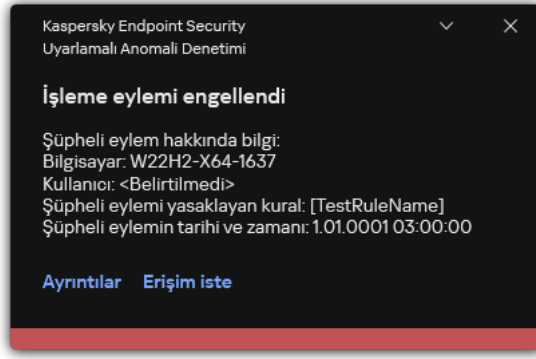 Kaspersky Endpoint Security
Uyarlamalı Anomali Denetimi
İşleme eylemi engellendi
Şüpheli eylem hakkında bilgi:
Bilgisayar: W22H2-X64-1637
Kullanıcı: <Belirtilmedi>
Şüpheli eylemi yasaklayan kural: [TestRuleName]
Şüpheli eylemin tarihi ve zamanı: 1.01.0001 03:00:00
Ayrıntılar Erişim iste